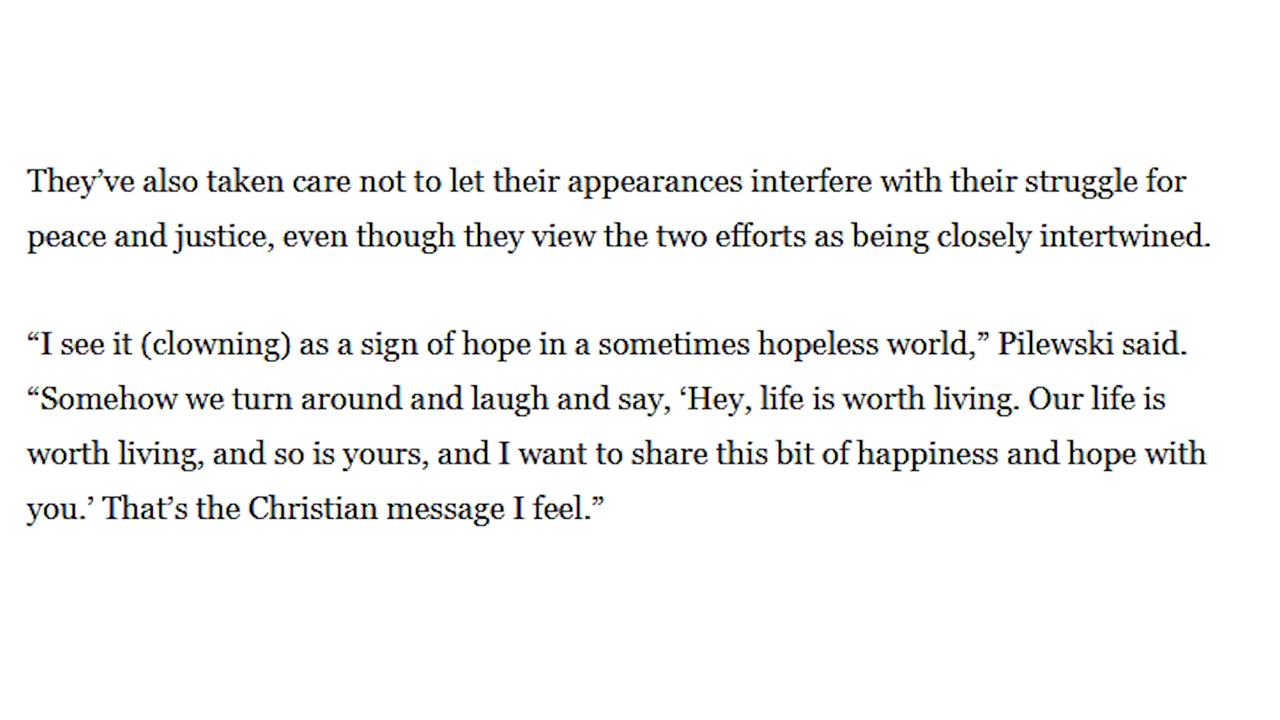 They’ve also taken care not to let their appearances interfere with their struggle for
peace and justice, even though they view the two efforts as being closely intertwined.
“I see it (clowning) as a sign of hope in a sometimes hopeless world,” Pilewski said.
“Somehow we turn around and laugh and say, ‘Hey, life is worth living. Our life is
worth living, and so is yours, and I want to share this bit of happiness and hope with
you.’ That’s the Christian message I feel.”